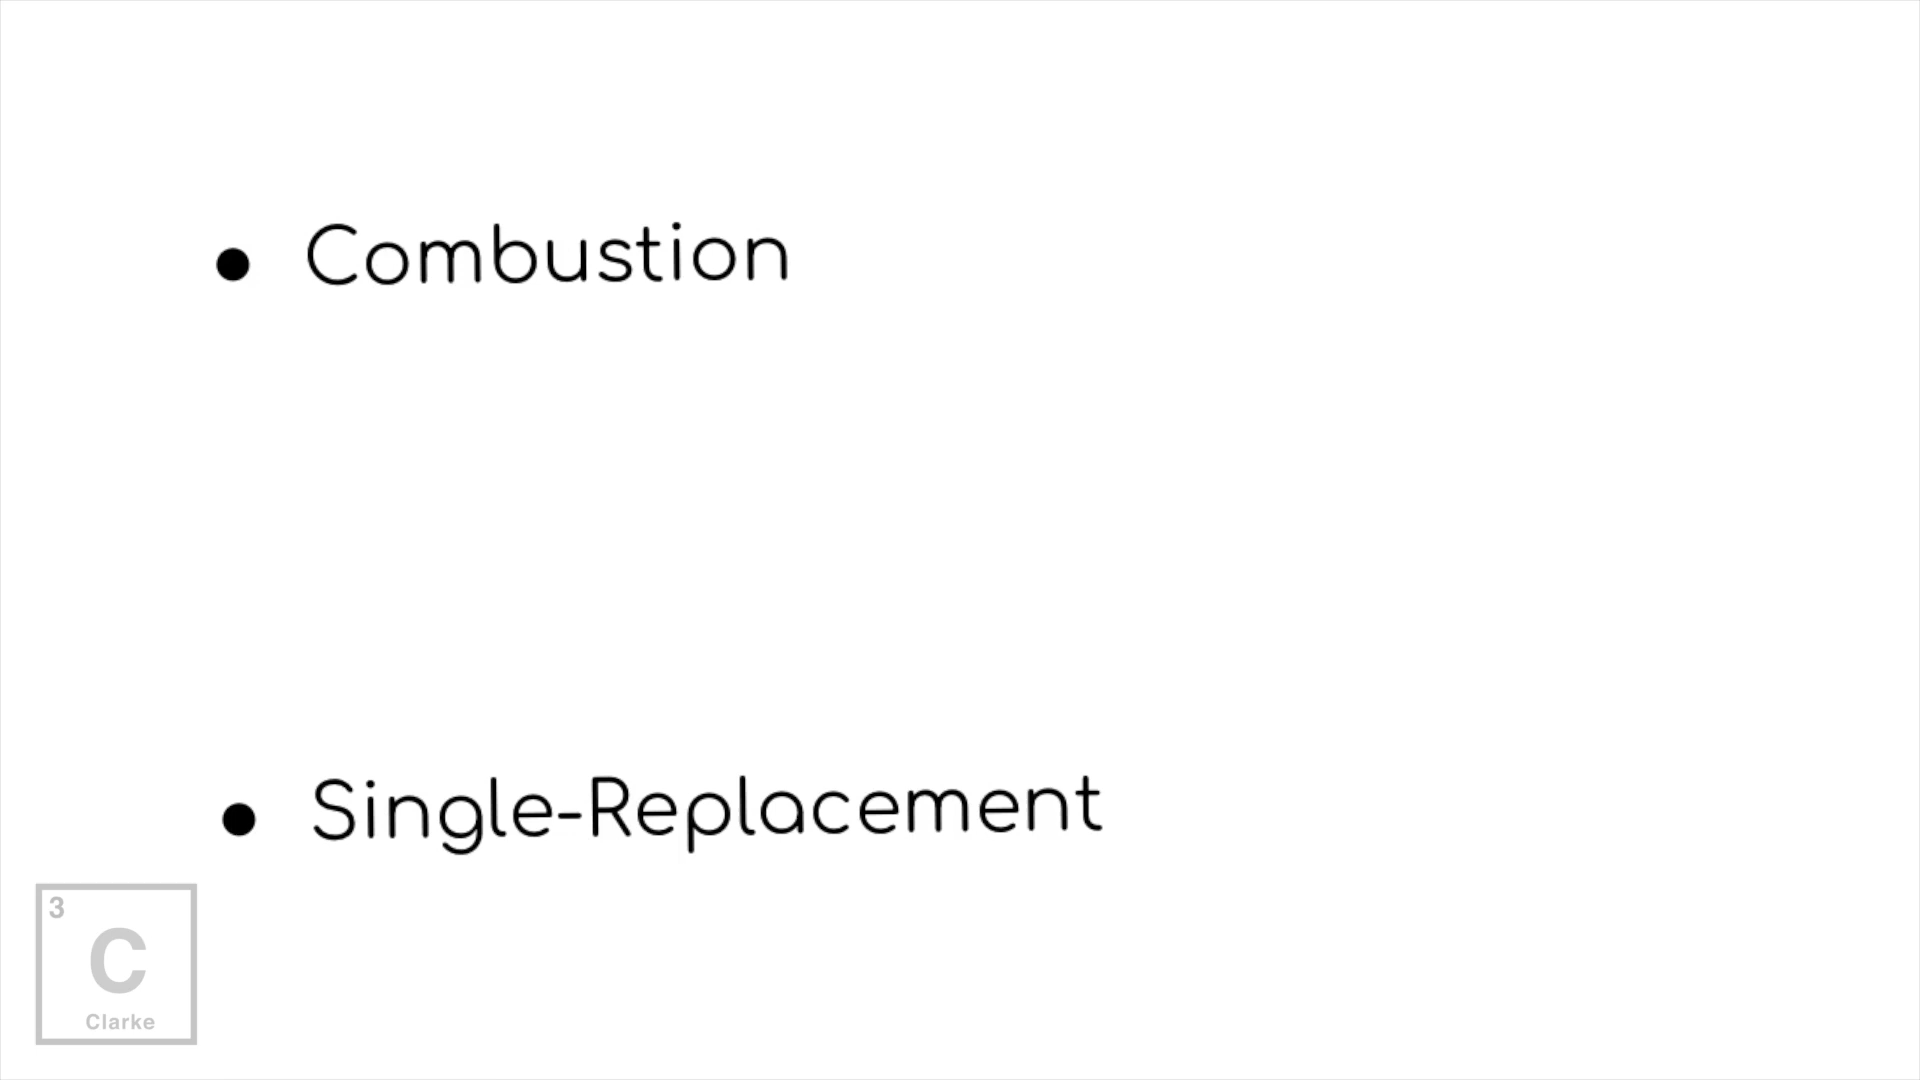 • Combustion
• Single-Replacement
3
C
Clarke